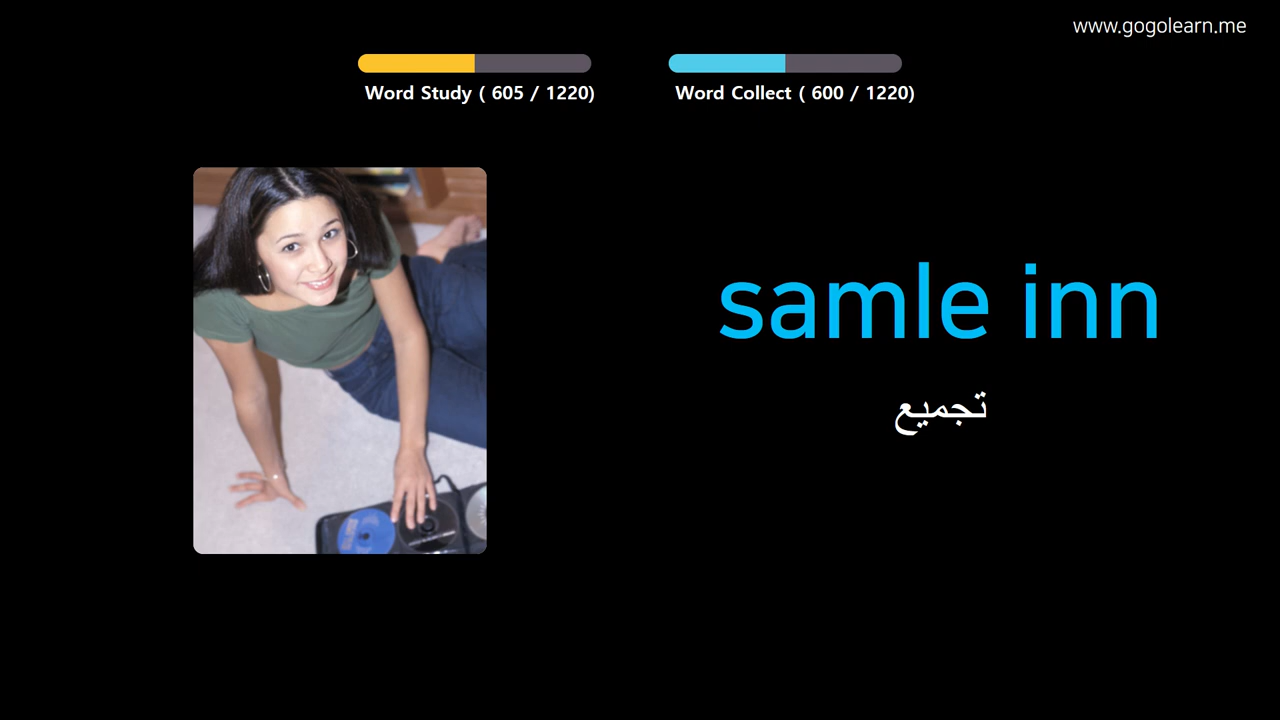 www.gogolearn.me
Word Study ( 605 / 1220)
Word Collect ( 600 / 1220)
samle inn
تجميع